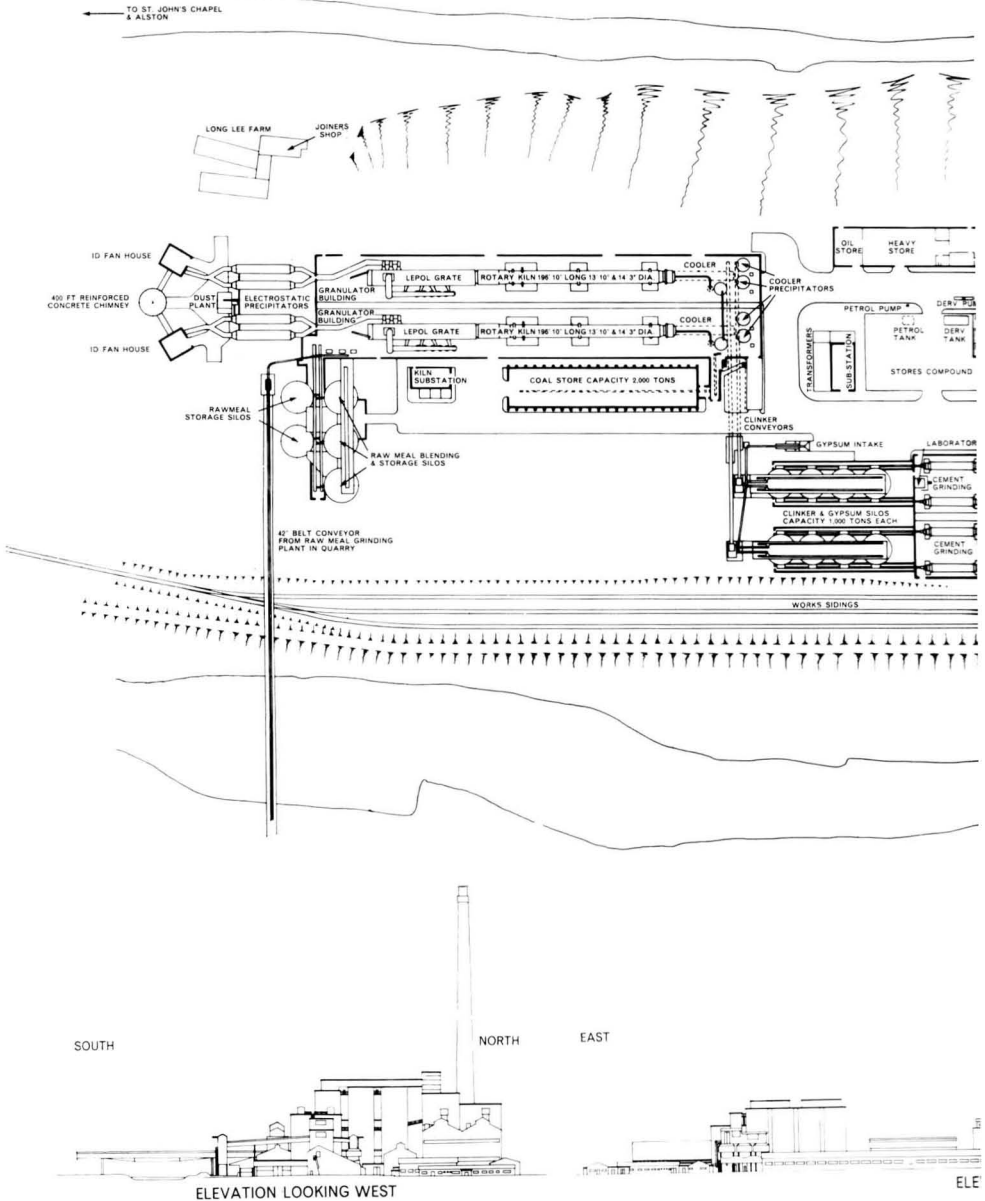 TO ST. JOHN'S CHAPEL
& ALSTON
LONG LEE FARM
JOINERS
SHOP
ID FAN HOUSE
400 FT REINFORCED
CONCRETE CHIMNEY
DUST
PLANT
ELECTROSTATIC
PRECIPITATORS
ID FAN HOUSE
GRANULATOR
BUILDING
GRANULATOR
BUILDING
LEPOL GRATE
ROTARY KILN 196' 10" LONG 13' 10" & 14' 3" DIA.
COOLER
LEPOL GRATE
ROTARY KILN 196' 10" LONG 13' 10" & 14' 3" DIA.
COOLER
COOLER
PRECIPITATORS
OIL
STORE
HEAVY
STORE
PETROL PUMP
DERV
PETROL
TANK
DERV
TANK
TRANSFORMERS
SUB-STATION
STORES COMPOUND
KILN
SUBSTATION
COAL STORE CAPACITY 2,000 TONS
RAWMEAL
STORAGE SILOS
RAW MEAL BLENDING
& STORAGE SILOS
CLINKER
CONVEYORS
GYPSUM INTAKE
LABORATOR
CEMENT
GRINDING
CLINKER & GYPSUM SILOS
CAPACITY 1,000 TONS EACH
CEMENT
GRINDING
42" BELT CONVEYOR
FROM RAW MEAL GRINDING
PLANT IN QUARRY
WORKS SIDINGS
SOUTH
NORTH
EAST
ELEVATION LOOKING WEST
ELE